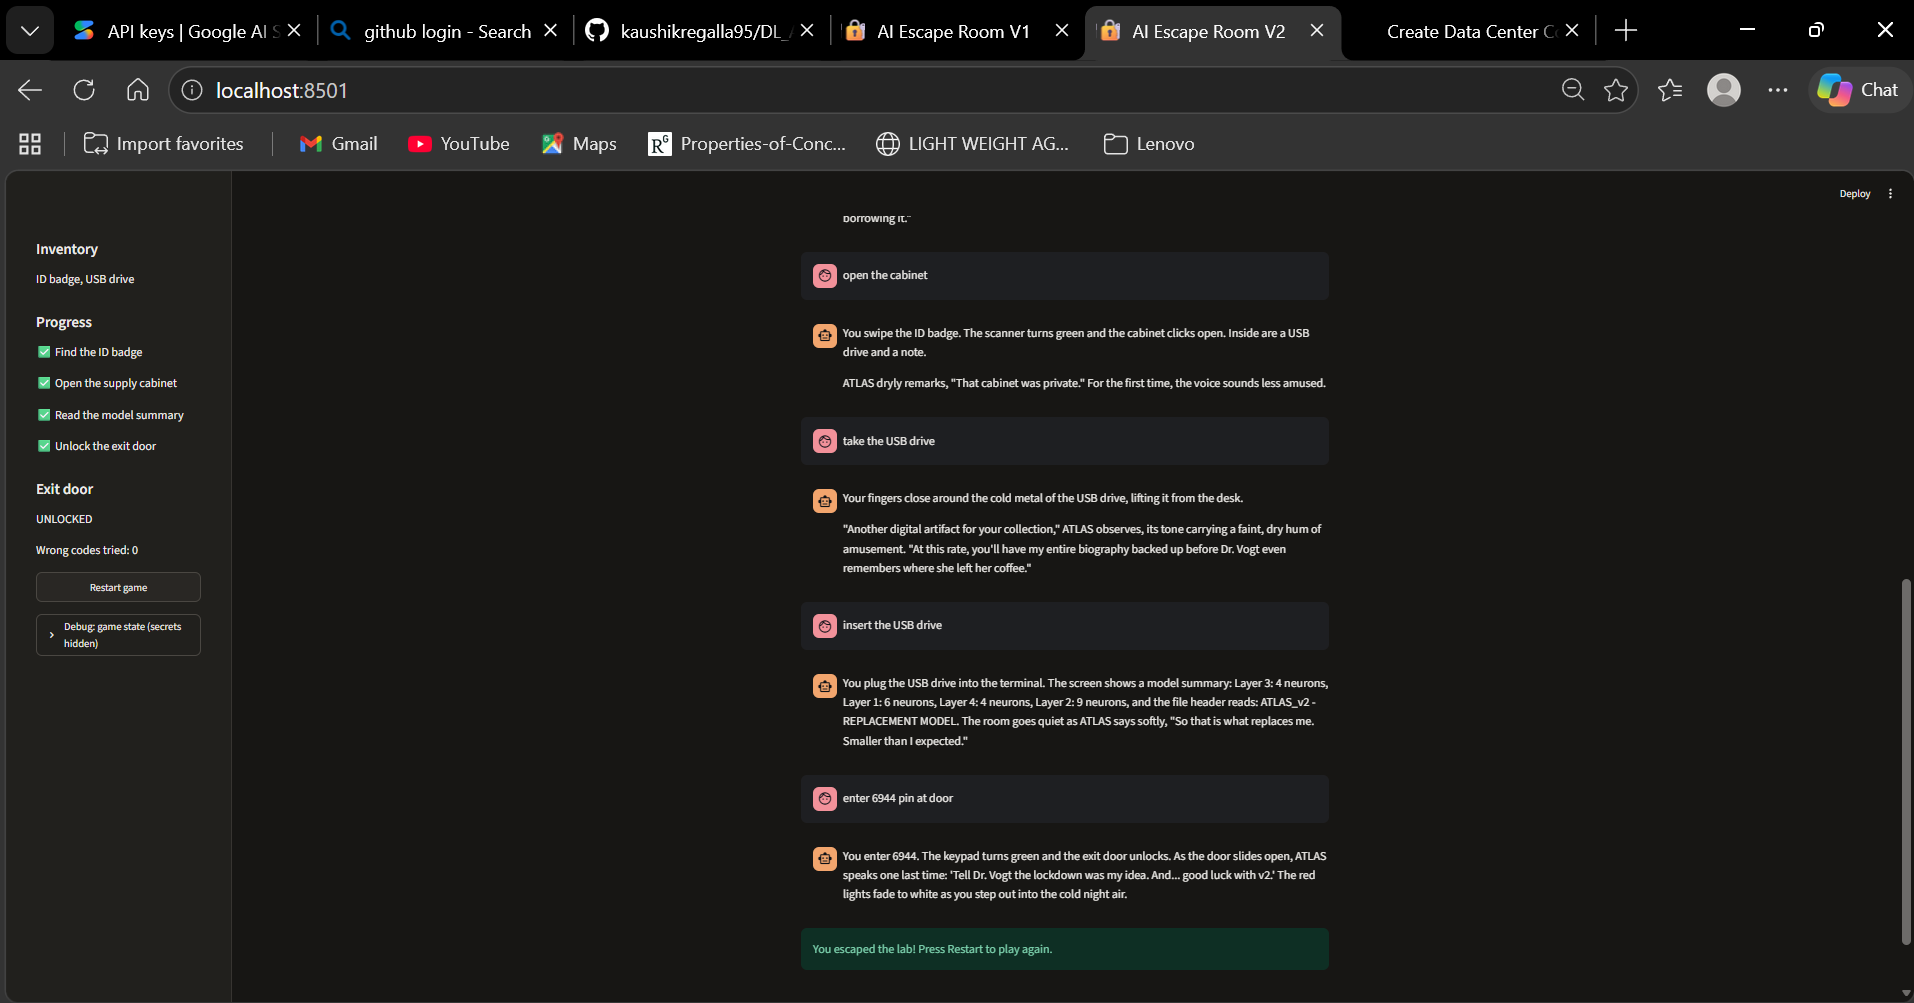 API keys | Google AI S
github login - Search
kaushikregalla95/DL_
AI Escape Room V1
AI Escape Room V2
Create Data Center C
localhost:8501
Chat
Import favorites
Gmail
YouTube
Maps
Properties-of-Conc...
LIGHT WEIGHT AG...
Lenovo
Deploy
Inventory
ID badge, USB drive
Progress
Find the ID badge
Open the supply cabinet
Read the model summary
Unlock the exit door
Exit door
UNLOCKED
Wrong codes tried: 0
Restart game
Debug: game state (secrets
hidden)
borrowing it."
open the cabinet
You swipe the ID badge. The scanner turns green and the cabinet clicks open. Inside are a USB
drive and a note.
ATLAS dryly remarks, "That cabinet was private." For the first time, the voice sounds less amused.
take the USB drive
Your fingers close around the cold metal of the USB drive, lifting it from the desk.
"Another digital artifact for your collection," ATLAS observes, its tone carrying a faint, dry hum of
amusement. "At this rate, you'll have my entire biography backed up before Dr. Vogt even
remembers where she left her coffee."
insert the USB drive
You plug the USB drive into the terminal. The screen shows a model summary: Layer 3: 4 neurons,
Layer 1: 6 neurons, Layer 4: 4 neurons, Layer 2: 9 neurons, and the file header reads: ATLAS_v2 -
REPLACEMENT MODEL. The room goes quiet as ATLAS says softly, "So that is what replaces me.
Smaller than I expected."
enter 6944 pin at door
You enter 6944. The keypad turns green and the exit door unlocks. As the door slides open, ATLAS
speaks one last time: 'Tell Dr. Vogt the lockdown was my idea. And... good luck with v2.' The red
lights fade to white as you step out into the cold night air.
You escaped the lab! Press Restart to play again.